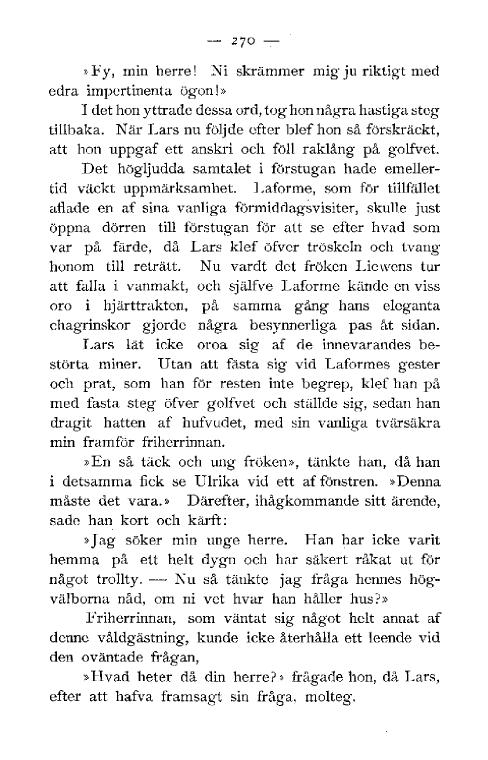 — 270 —
»Fy, min herre! Ni skrämmer mig ju riktigt med
edra impertinenta ögon!»
I det hon yttrade dessa ord, tog hon några hastiga steg
tillbaka. När Lars nu följde efter blef hon så förskräckt,
att hon uppgaf ett anskri och föll raklång på golfvet.
Det högljudda samtalet i förstugan hade emeller-
tid väckt uppmärksamhet. Laforme, som för tillfället
aflade en af sina vanliga förmiddagsvisiter, skulle just
öppna dörren till förstugan för att se efter hvad som
var på färde, då Lars klef öfver tröskeln och tvang
honom till reträtt. Nu vardt det fröken Liewens tur
att falla i vanmakt, och själfve Laforme kände en viss
oro i hjärttrakten, på samma gång hans eleganta
chagrinskor gjorde några besynnerliga pas åt sidan.
Lars lät icke oroa sig af de innevarandes be-
störta miner. Utan att fästa sig vid Laformes gester
och prat, som han för resten inte begrep, klef han på
med fasta steg öfver golfvet och ställde sig, sedan han
dragit hatten af hufvudet, med sin vanliga tvärsäkra
min framför friherrinnan.
»En så täck och ung fröken», tänkte han, då han
i detsamma fick se Ulrika vid ett af fönstren. »Denna
måste det vara.» Därefter, ihågkommande sitt ärende,
sade han kort och kärft:
»Jag söker min unge herre. Han har icke varit
hemma på ett helt dygn och har säkert råkat ut för
något trollty. — Nu så tänkte jag fråga hennes hög-
välborna nåd, om ni vet hvar han håller hus?»
Friherrinnan, som väntat sig något helt annat af
denne våldgästning, kunde icke återhålla ett leende vid
den oväntade frågan,
»Hvad heter då din herre?» frågade hon, då Lars,
efter att hafva framsagt sin fråga, molteg.